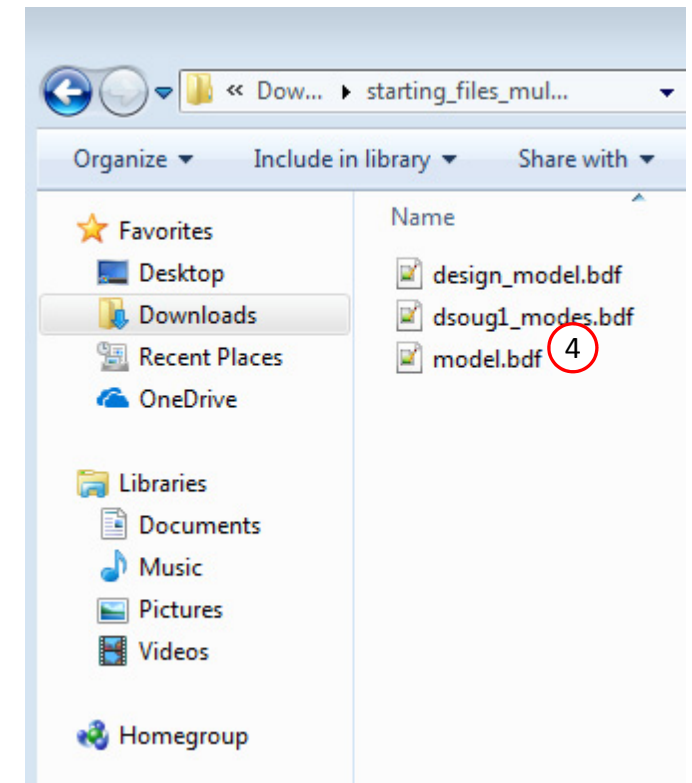 « Dow... starting_files_mul...
Organize Include in library Share with
Favorites
Desktop
Downloads
Recent Places
OneDrive
Libraries
Documents
Music
Pictures
Videos
Homegroup
Name
design_model.bdf
dsoug1_modes.bdf
model.bdf 4